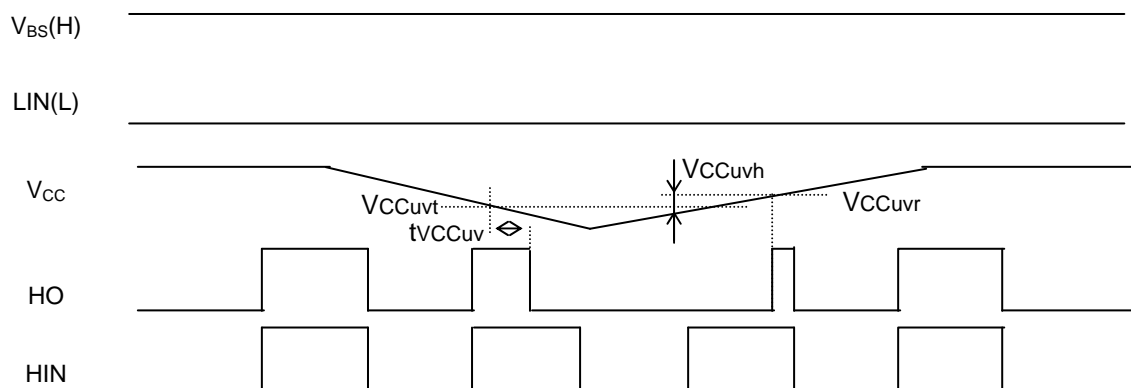 VBS(H)
LIN(L)
VCC
VCCuvh
VCCuvt
VCCuvr
tVCCuv
HO
HIN